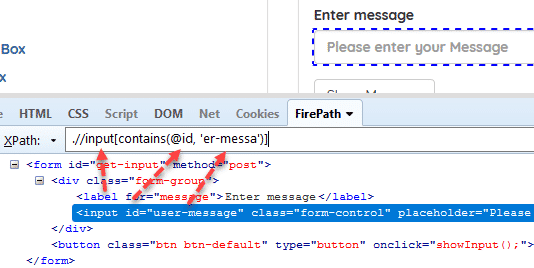 Enter message
Box
Please enter your Message
x
HTML CSS Script DOM Net Cookies FirePath
XPath: .//input[contains(@id, 'er-messa')]
<form id="get-input" method="post">
<div class="form-group">
<label for="message">Enter message</label>
<input id="user-message" class="form-control" placeholder="Please
</div>
<button class="btn btn-default" type="button" onclick="showInput();">
</form>